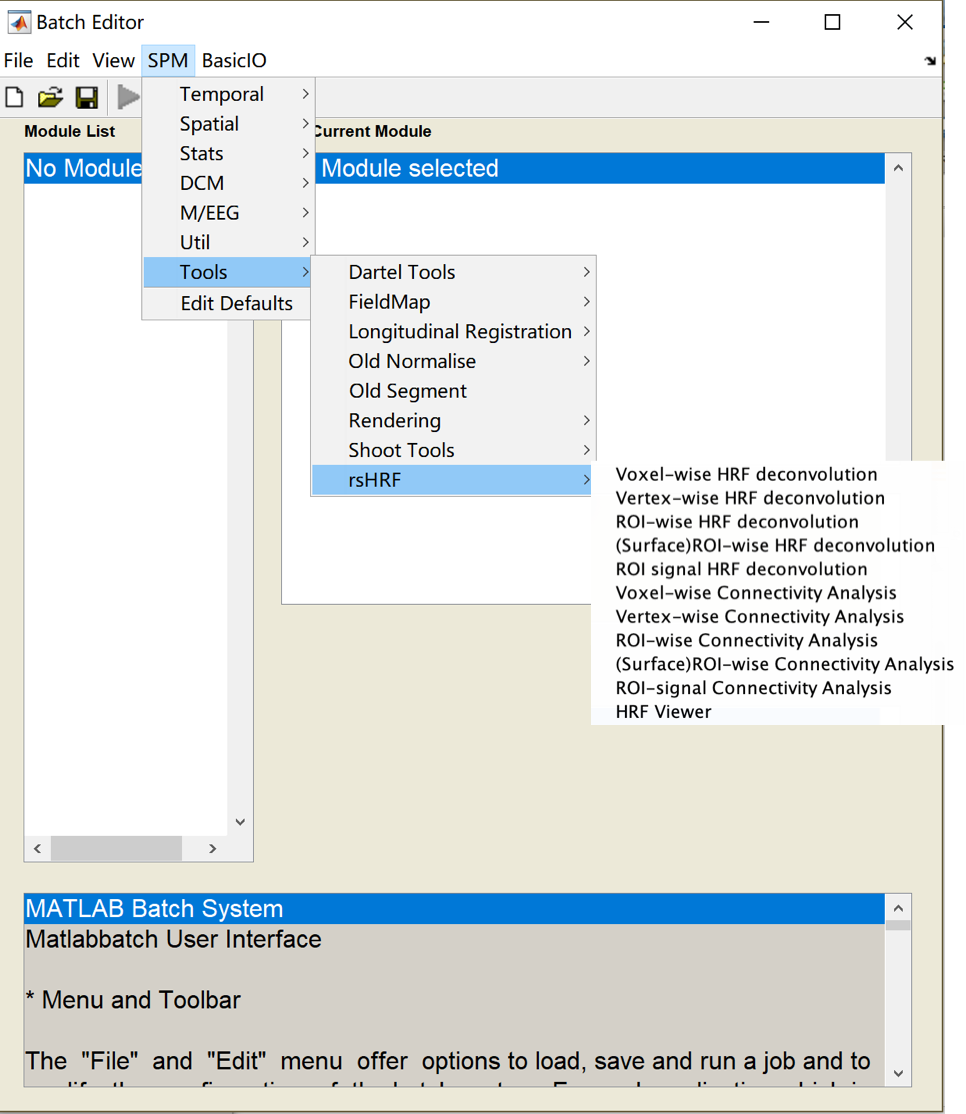 Batch Editor
File Edit View SPM BasicIO
Module List
Current Module
No Module
Module selected
Temporal
Spatial
Stats
DCM
M/EEG
Util
Tools
Edit Defaults
Dartel Tools
FieldMap
Longitudinal Registration
Old Normalise
Old Segment
Rendering
Shoot Tools
rsHRF
Voxel-wise HRF deconvolution
Vertex-wise HRF deconvolution
ROI-wise HRF deconvolution
(Surface)ROI-wise HRF deconvolution
ROI signal HRF deconvolution
Voxel-wise Connectivity Analysis
Vertex-wise Connectivity Analysis
ROI-wise Connectivity Analysis
(Surface)ROI-wise Connectivity Analysis
ROI-signal Connectivity Analysis
HRF Viewer
MATLAB Batch System
Matlabbatch User Interface
* Menu and Toolbar
The "File" and "Edit" menu offer options to load, save and run a job and to